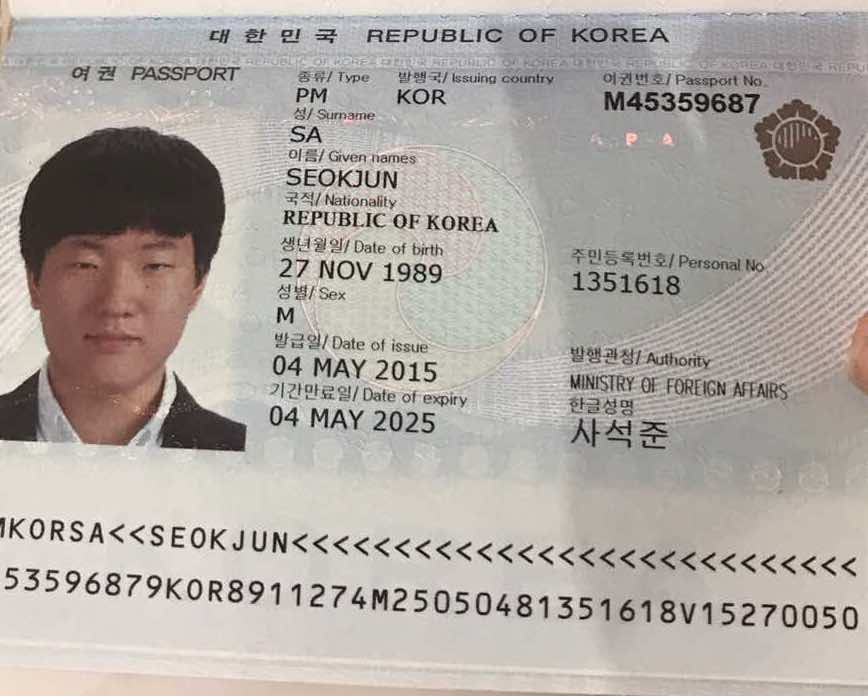 대한민국 REPUBLIC OF KOREA
여권 PASSPORT
종류/ Type 발행국/ Issuing country 여권번호/ Passport No.
PM KOR M45359687
성/ Surname
SA
이름/ Given names
SEOKJUN
국적/ Nationality
REPUBLIC OF KOREA
생년월일/ Date of birth 주민등록번호/ Personal No.
27 NOV 1989 1351618
성별/ Sex
M
발급일/ Date of issue 발행관청/ Authority
04 MAY 2015 MINISTRY OF FOREIGN AFFAIRS
기간만료일/ Date of expiry 한글성명
04 MAY 2025 사석준
MKORSA<<SEOKJUN<<<<<<<<<<<<<<<<<<<<<<<<<<<<
53596879KOR8911274M25050481351618V15270050